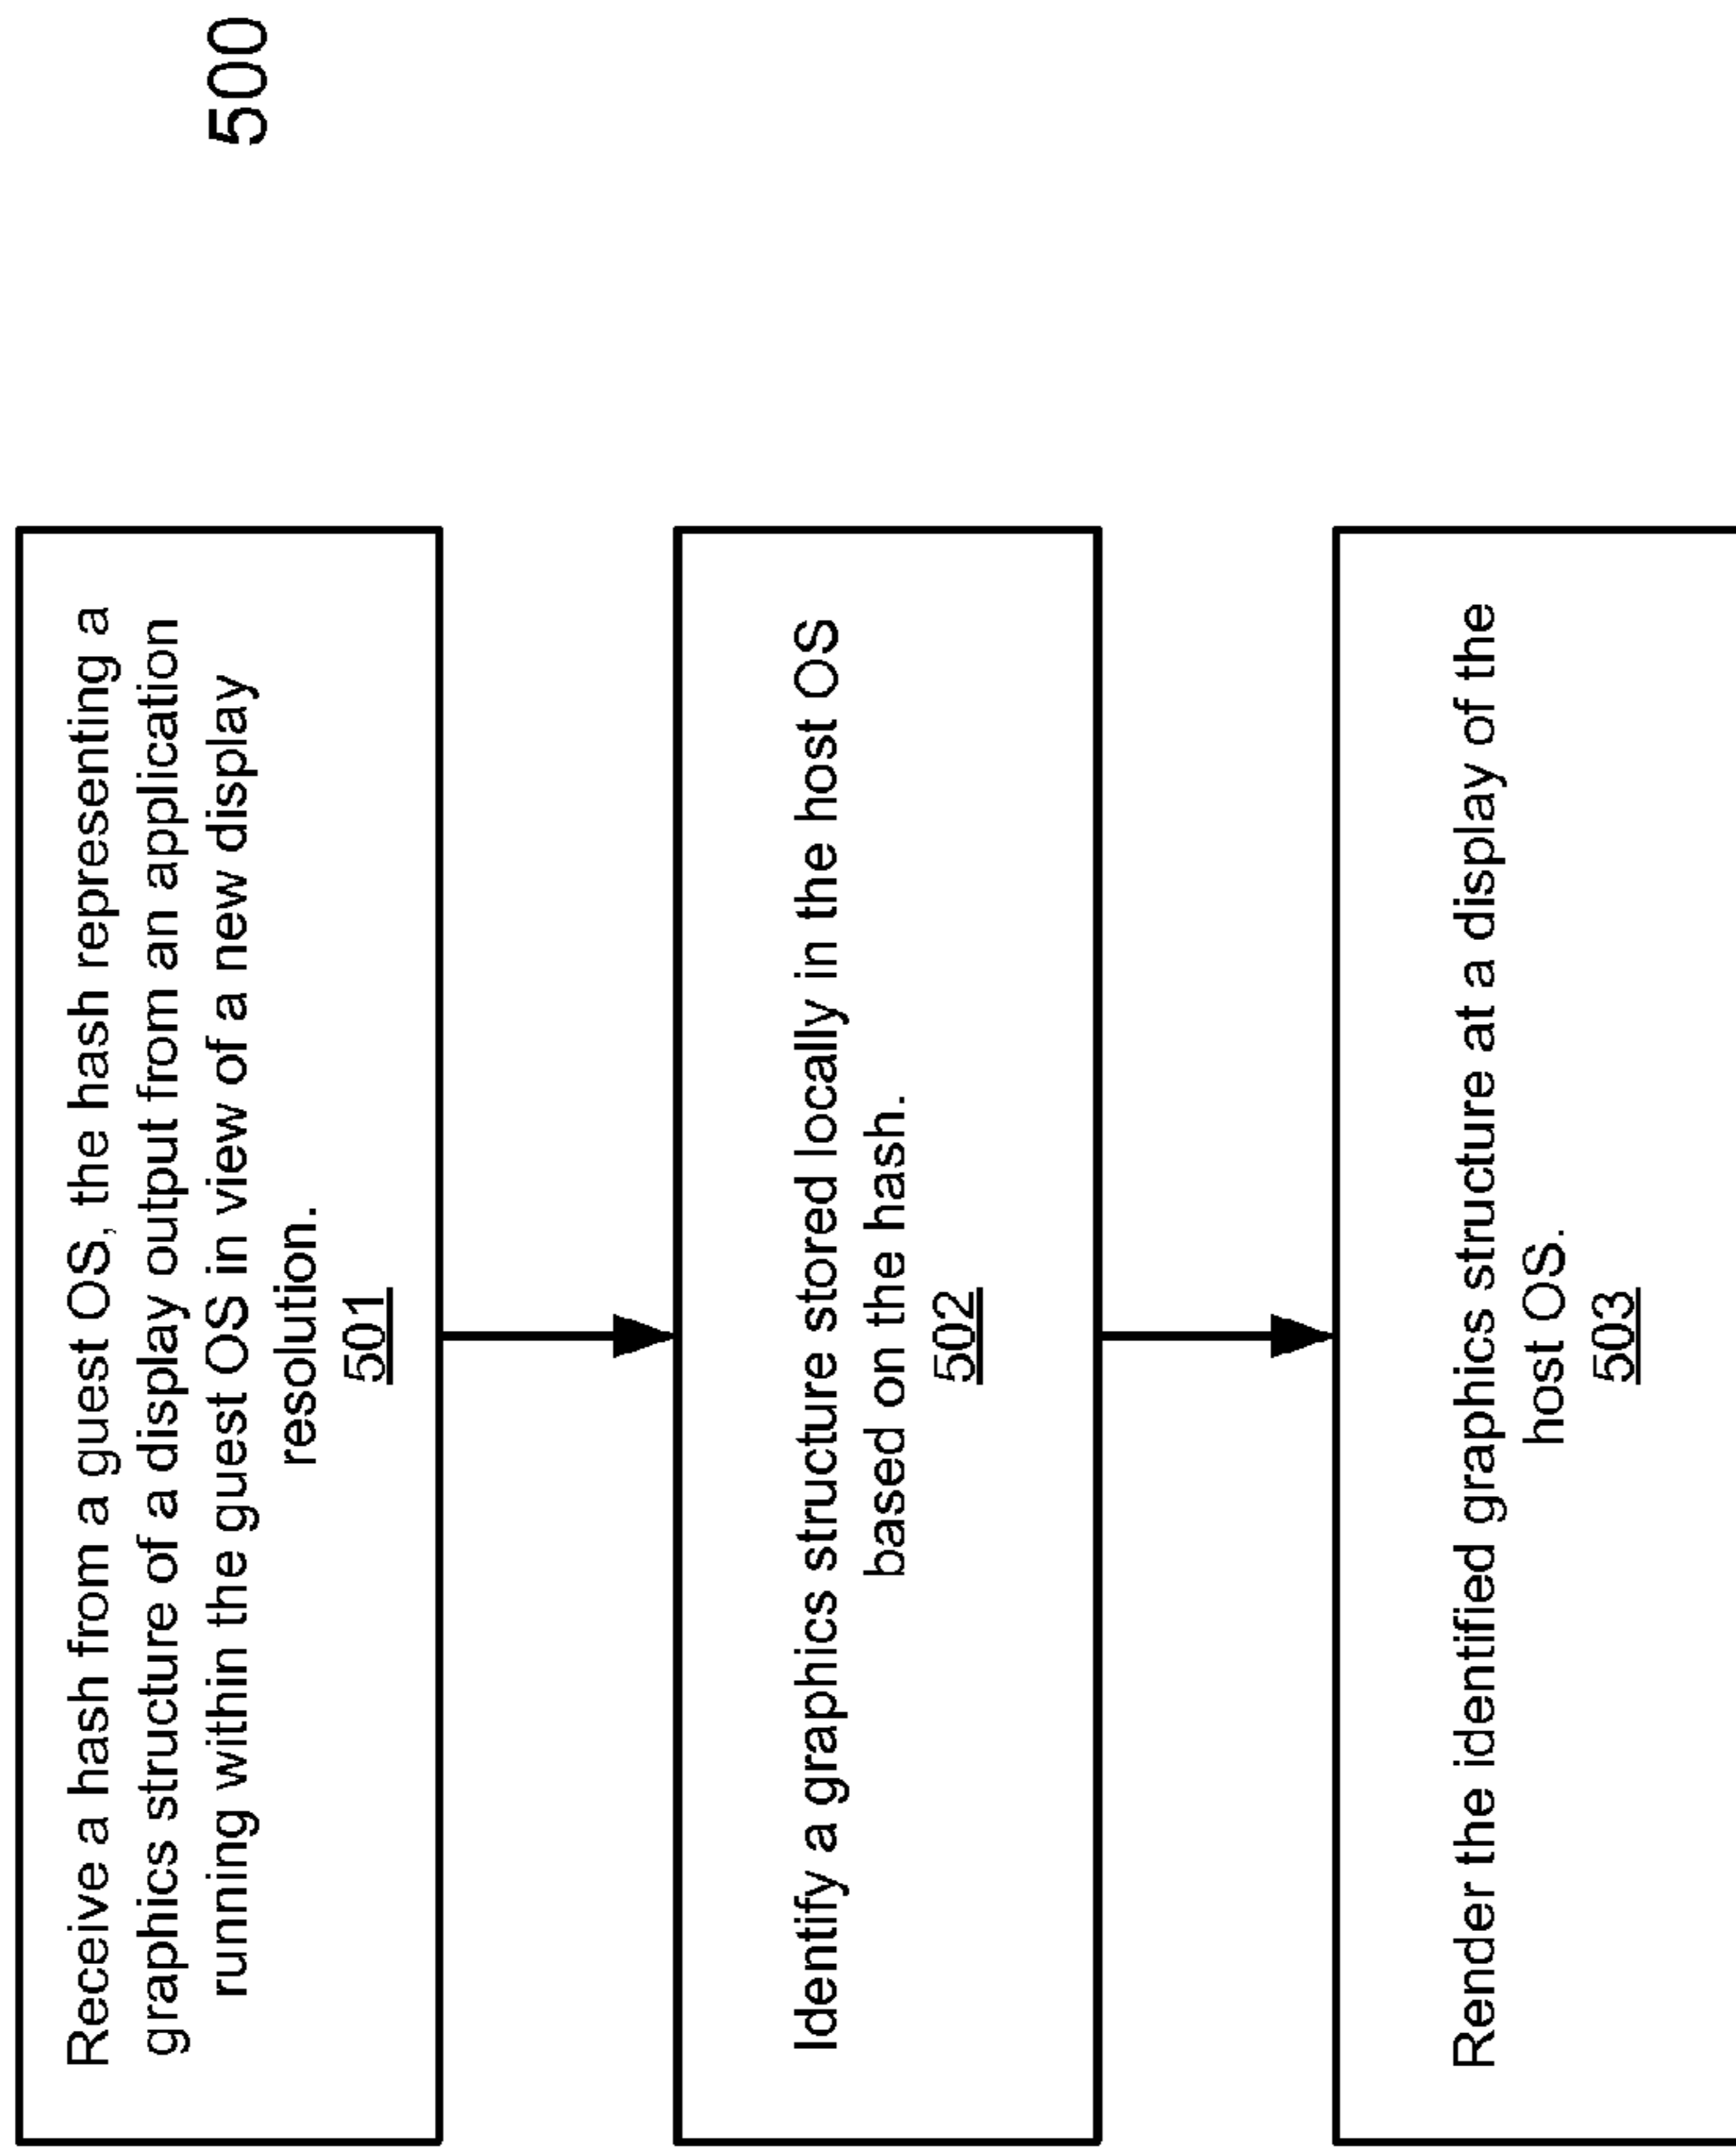 500
Receive a hash from a guest OS, the hash representing a
graphics structure of a display output from an application
running within the guest OS in view of a new display
resolution.
501
Identify a graphics structure stored locally in the host OS
based on the hash.
502
Render the identified graphics structure at a display of the
host OS.
503